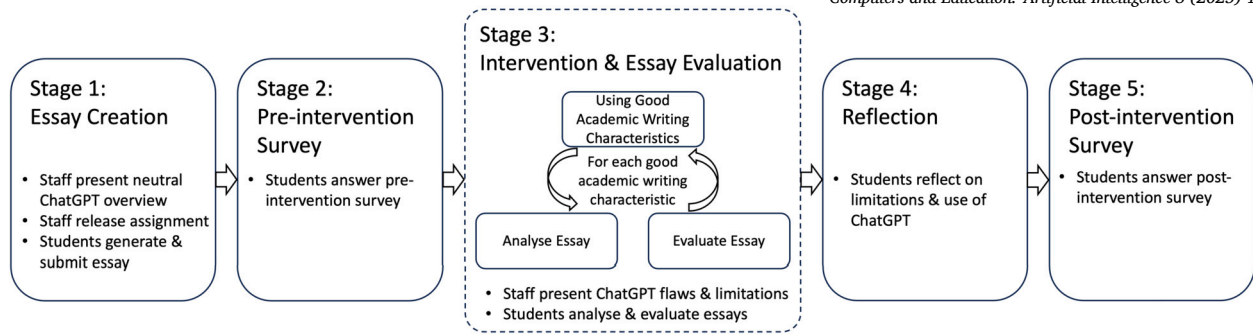 Computers and Education: Artificial Intelligence
Stage 1:
Essay Creation
• Staff present neutral
ChatGPT overview
• Staff release assignment
• Students generate &
submit essay
Stage 2:
Pre-intervention
Survey
• Students answer pre-
intervention survey
Stage 3:
Intervention & Essay Evaluation
Using Good
Academic Writing
Characteristics
For each good
academic writing
characteristic
Analyse Essay
Evaluate Essay
• Staff present ChatGPT flaws & limitations
• Students analyse & evaluate essays
Stage 4:
Reflection
• Students reflect on
limitations & use of
ChatGPT
Stage 5:
Post-intervention
Survey
• Students answer post-
intervention survey